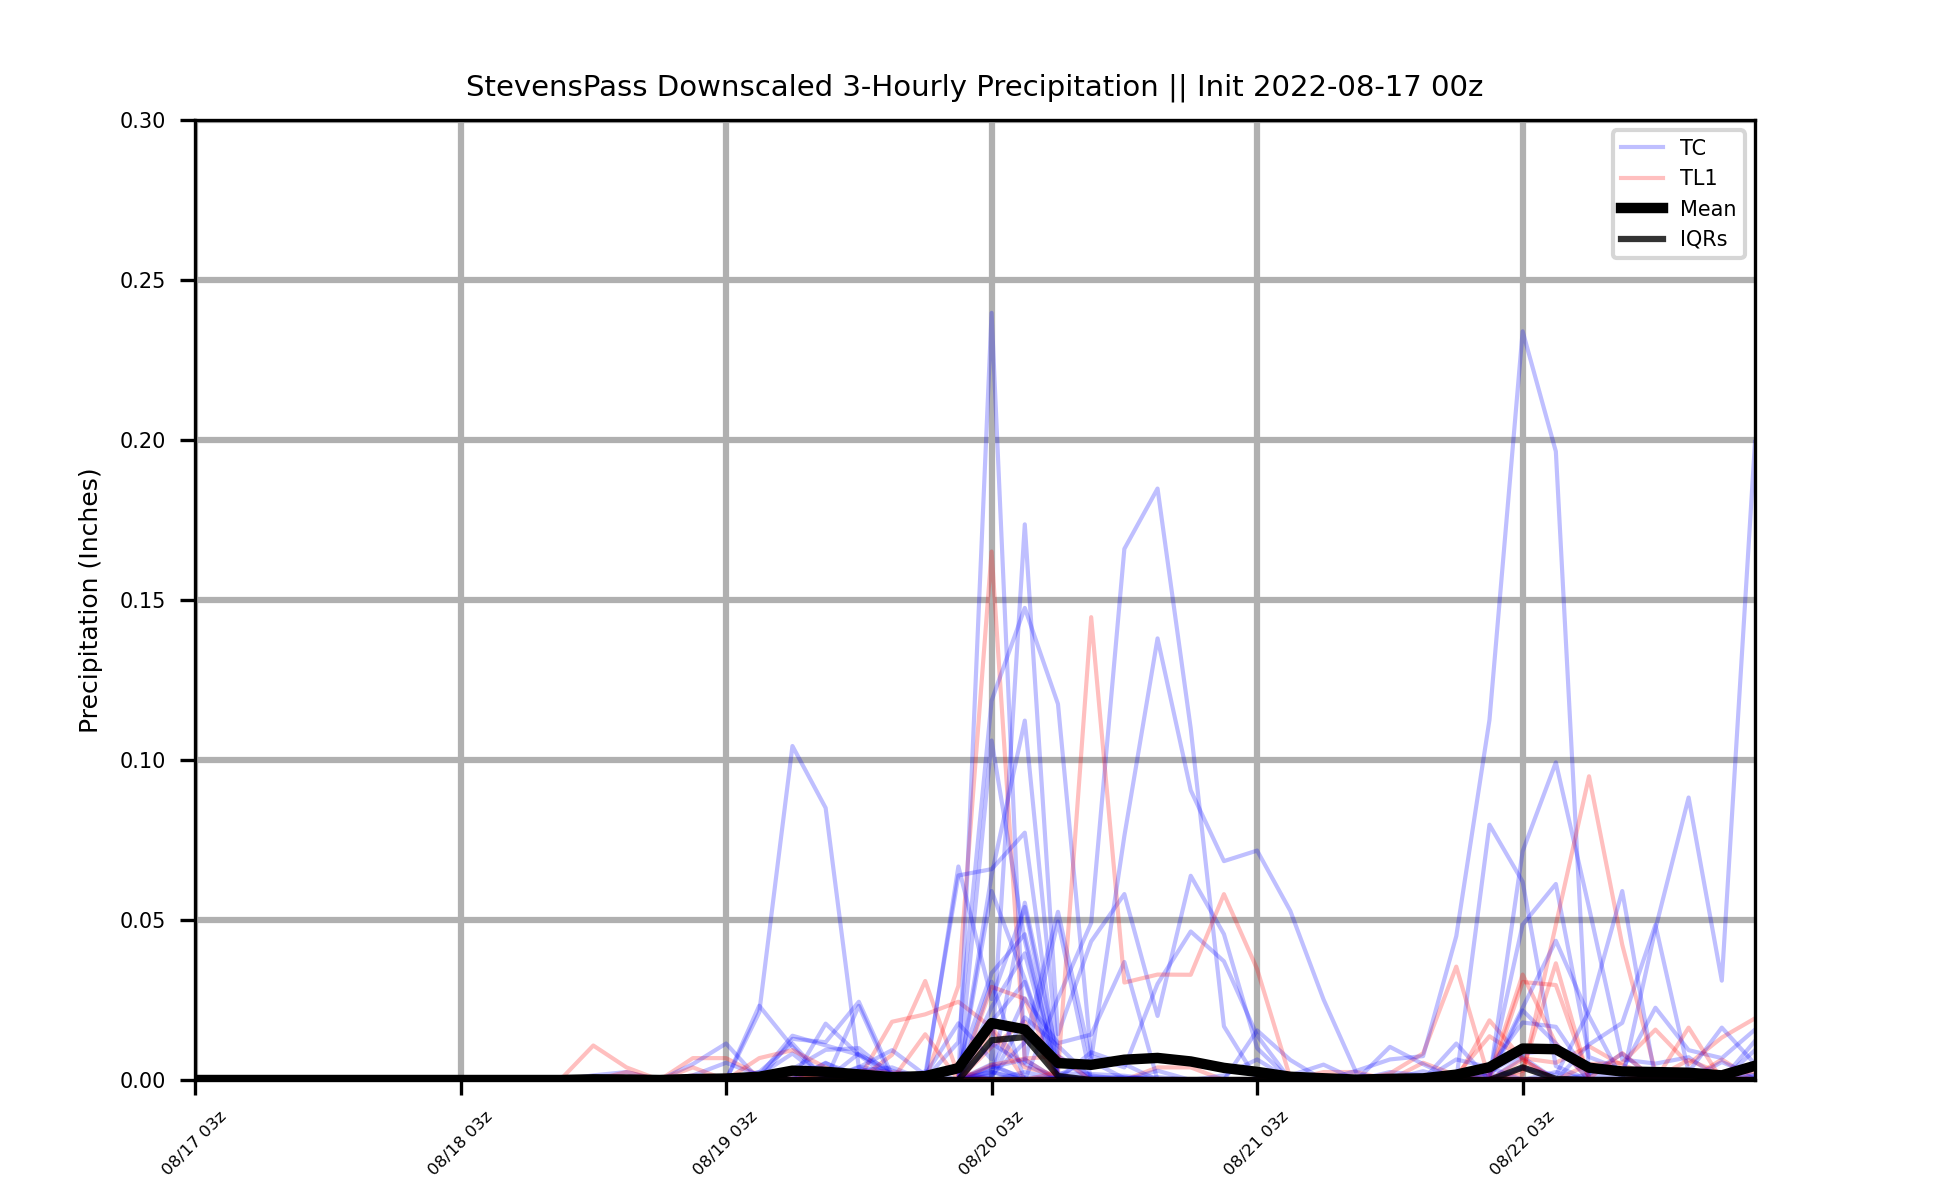 StevensPass Downscaled 3-Hourly Precipitation || Init 2022-08-17 00z
Precipitation (Inches)
0.30
0.25
0.20
0.15
0.10
0.05
0.00
TC
TL1
Mean
IQRs
08/17 03z
08/18 03z
08/19 03z
08/20 03z
08/21 03z
08/22 03z